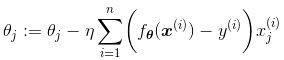 θ_j := θ_j − η ∑_{i=1}^{n} (f_θ(x^{(i)}) − y^{(i)}) x_j^{(i)}